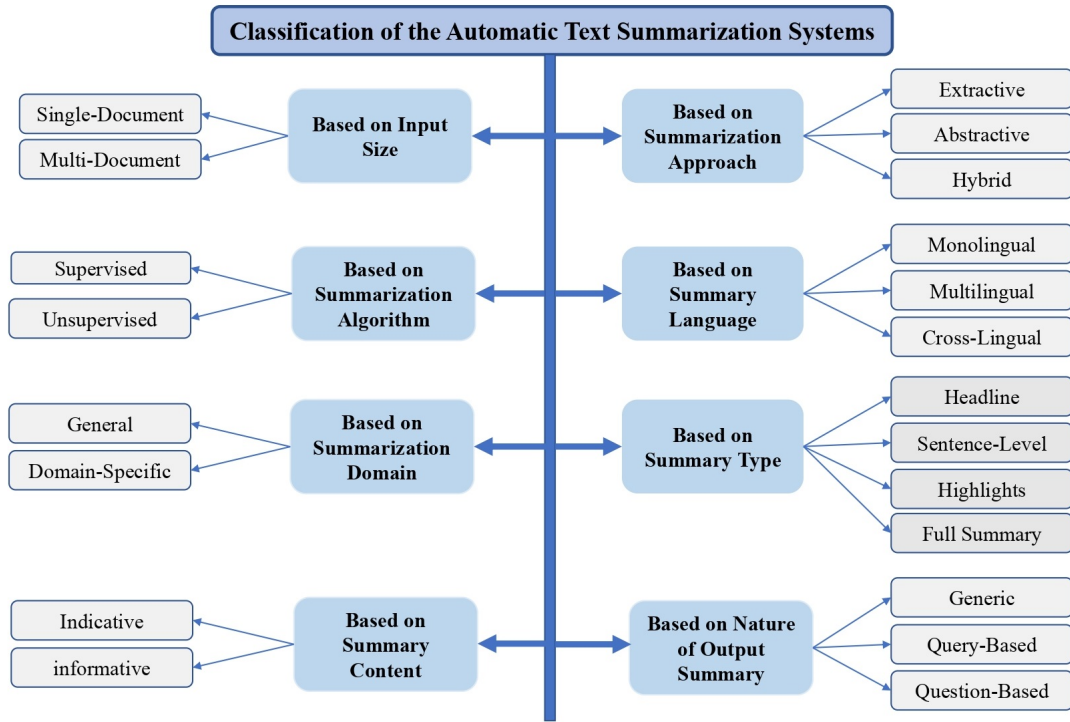 Classification of the Automatic Text Summarization Systems
Single-Document
Multi-Document
Based on Input
Size
Based on
Summarization
Approach
Extractive
Abstractive
Hybrid
Supervised
Unsupervised
Based on
Summarization
Algorithm
Based on
Summary
Language
Monolingual
Multilingual
Cross-Lingual
General
Domain-Specific
Based on
Summarization
Domain
Based on
Summary Type
Headline
Sentence-Level
Highlights
Full Summary
Indicative
informative
Based on
Summary
Content
Based on Nature
of Output
Summary
Generic
Query-Based
Question-Based